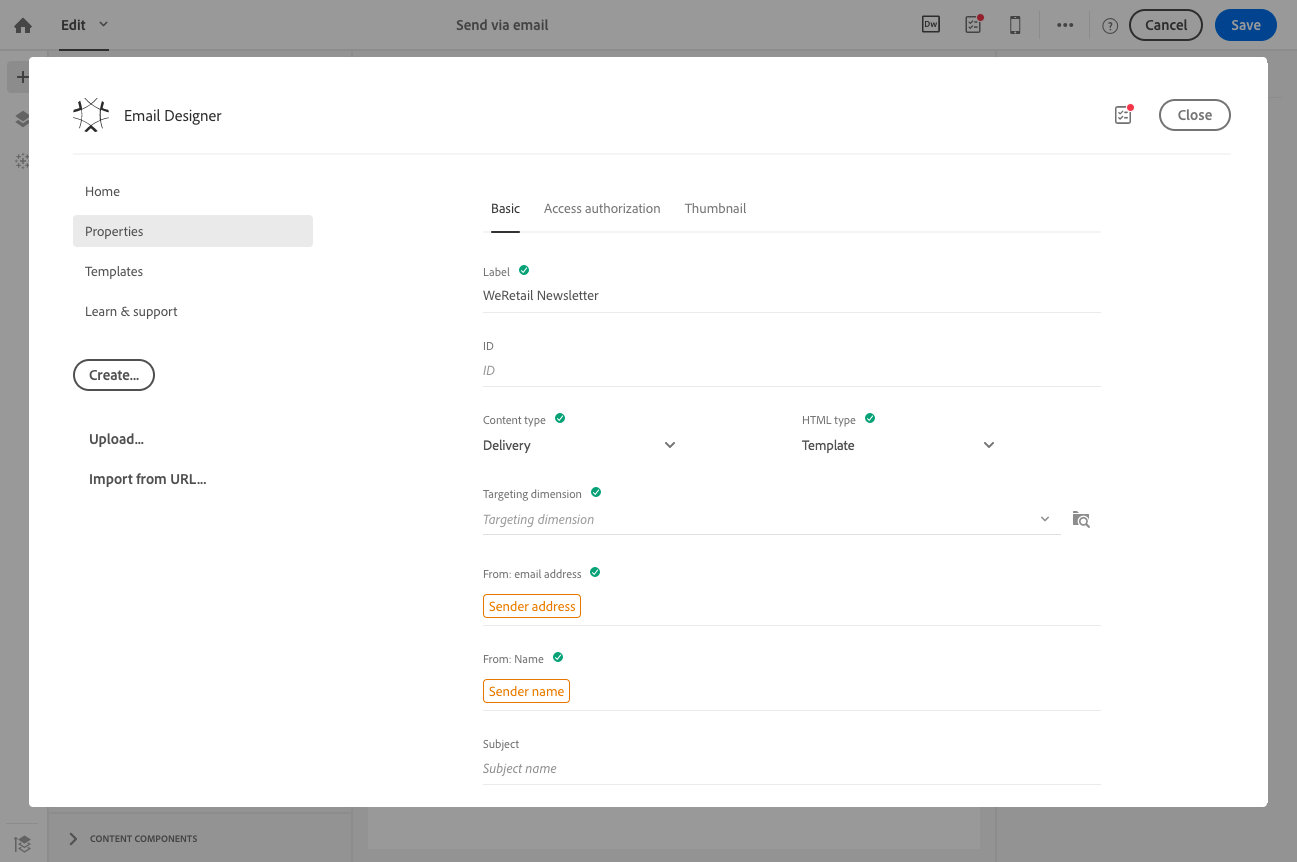 Edit
Send via email
Dw
Cancel
Save
Email Designer
Close
Home
Properties
Templates
Learn & support
Create...
Upload...
Import from URL...
Basic Access authorization Thumbnail
Label
WeRetail Newsletter
ID
ID
Content type HTML type
Delivery Template
Targeting dimension
Targeting dimension
From: email address
Sender address
From: Name
Sender name
Subject
Subject name
CONTENT COMPONENTS